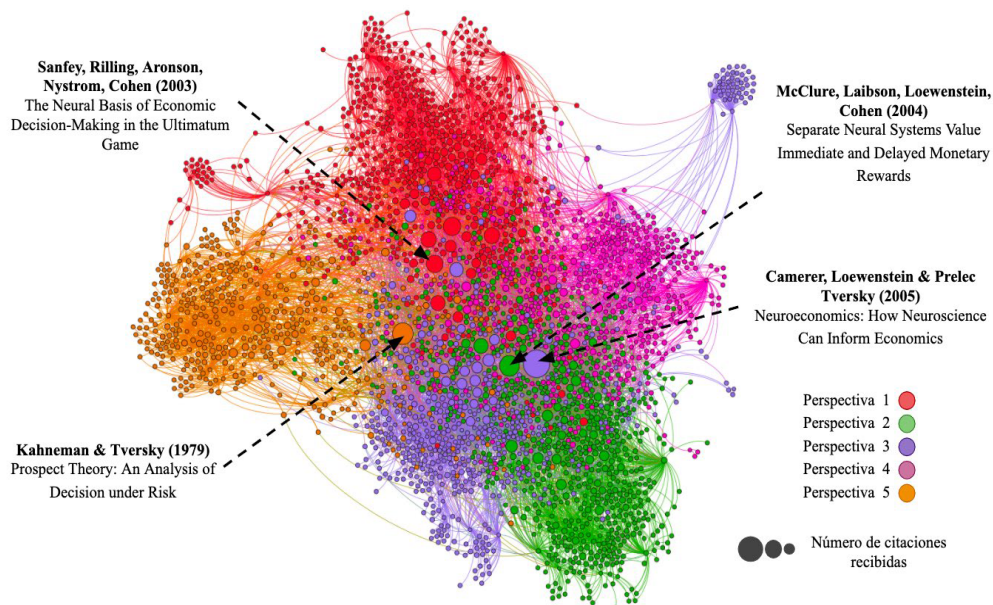 Sanfey, Rilling, Aronson,
Nystrom, Cohen (2003)
The Neural Basis of Economic
Decision-Making in the Ultimatum
Game
McClure, Laibson, Loewenstein,
Cohen (2004)
Separate Neural Systems Value
Immediate and Delayed Monetary
Rewards
Camerer, Loewenstein & Prelec
Tversky (2005)
Neuroeconomics: How Neuroscience
Can Inform Economics
Kahneman & Tversky (1979)
Prospect Theory: An Analysis of
Decision under Risk
Perspectiva 1
Perspectiva 2
Perspectiva 3
Perspectiva 4
Perspectiva 5
Número de citaciones
recibidas